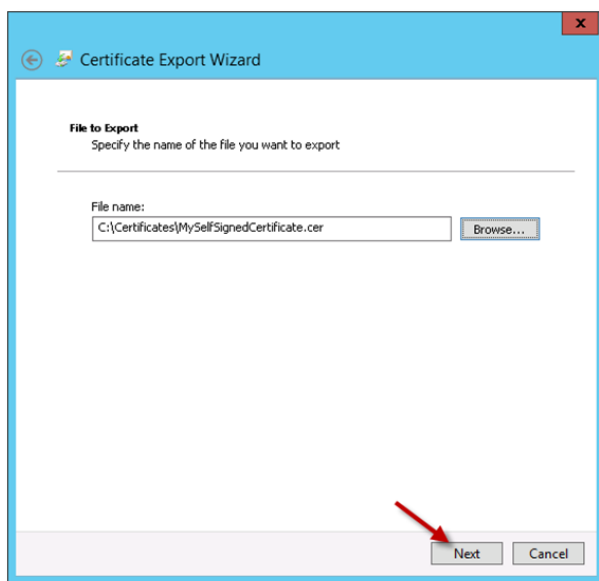 x
Certificate Export Wizard
File to Export
Specify the name of the file you want to export
File name:
C:\Certificates\MySelfSignedCertificate.cer
Browse...
Next
Cancel